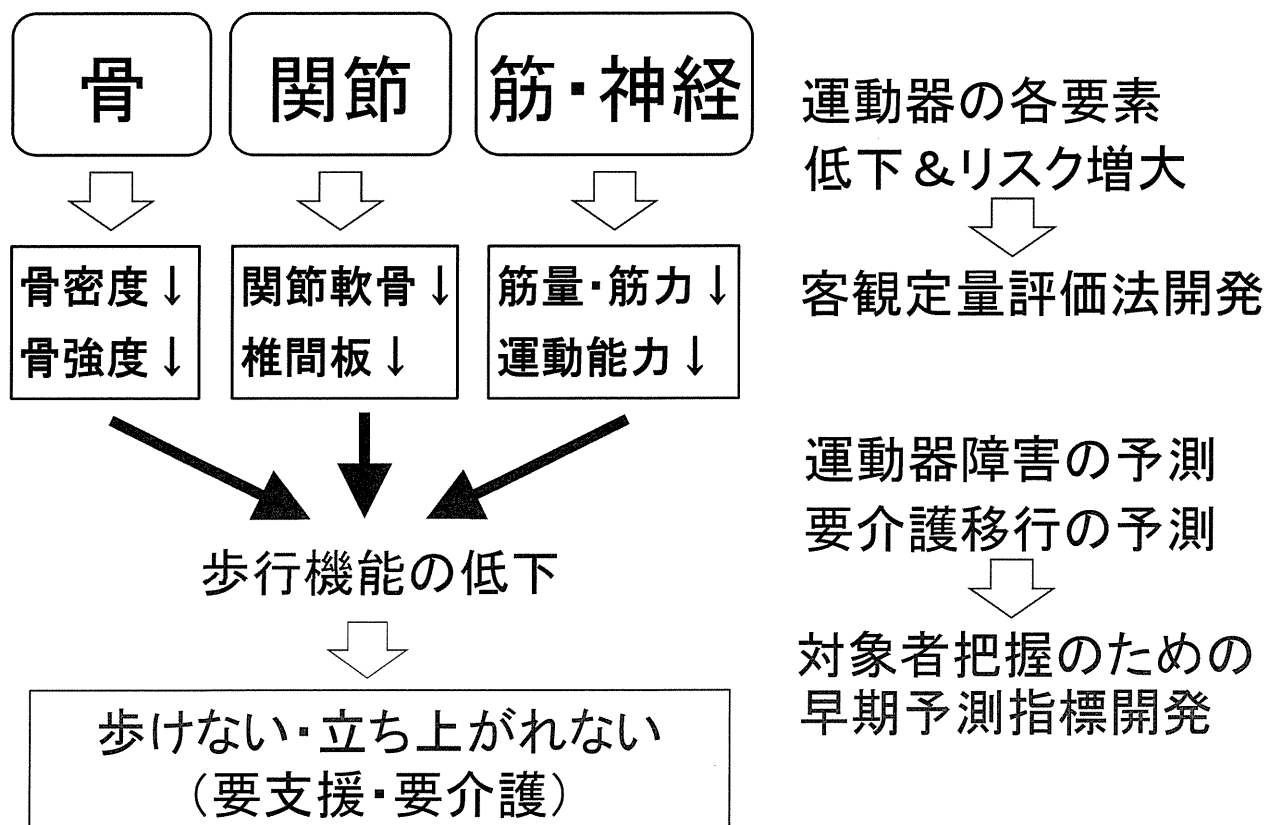 骨
関節
筋・神経
骨密度↓
骨強度↓
関節軟骨↓
椎間板↓
筋量・筋力↓
運動能力↓
歩行機能の低下
歩けない・立ち上がれない
(要支援・要介護)
運動器の各要素
低下&リスク増大
客観定量評価法開発
運動器障害の予測
要介護移行の予測
対象者把握のための
早期予測指標開発